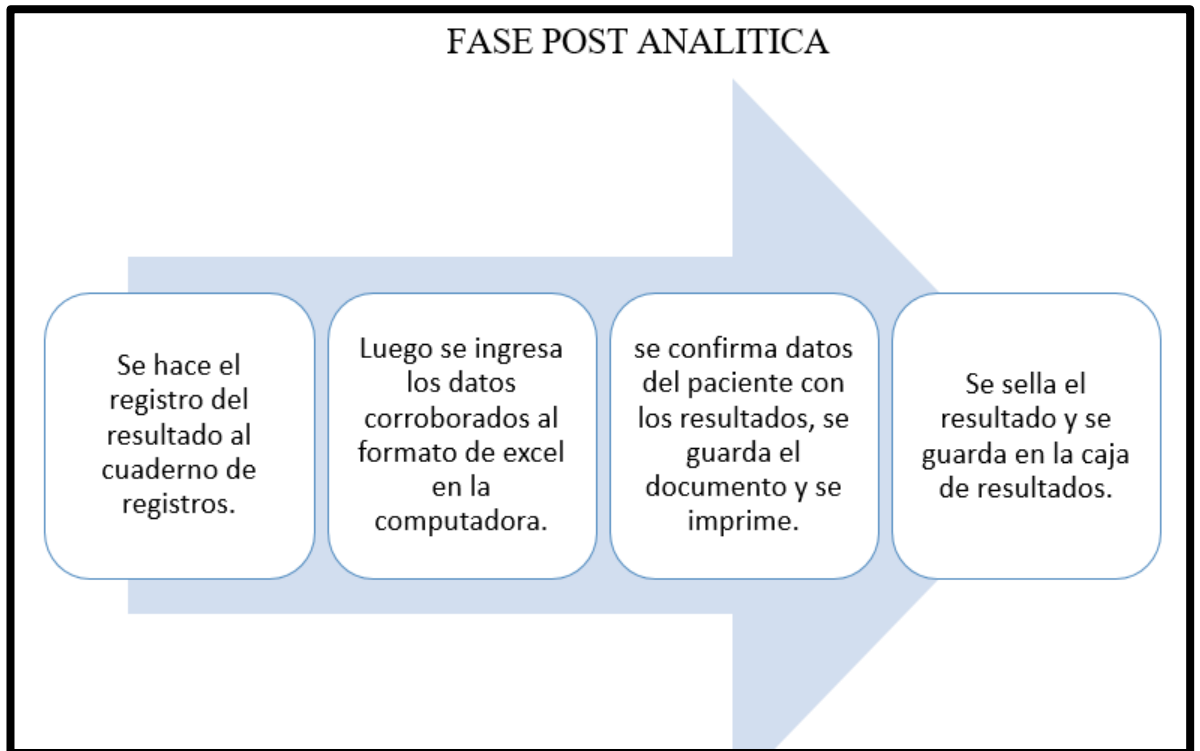 FASE POST ANALITICA
Se hace el
registro del
resultado al
cuaderno de
registros.
Luego se ingresa
los datos
corroborados al
formato de excel
en la
computadora.
se confirma datos
del paciente con
los resultados, se
guarda el
documento y se
imprime.
Se sella el
resultado y se
guarda en la caja
de resultados.